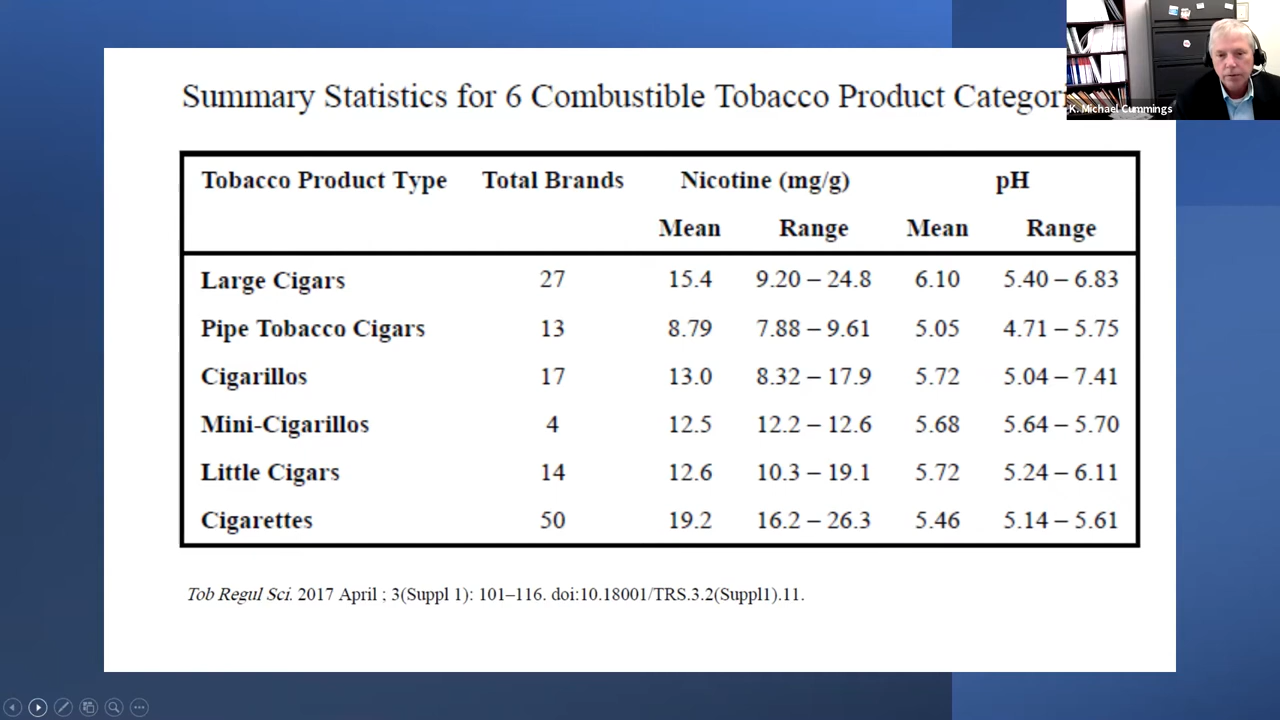 Summary Statistics for 6 Combustible Tobacco Product
K. Michael Cummings
Tobacco Product Type Total Brands Nicotine (mg/g) pH
Mean Range Mean Range
Large Cigars 27 15.4 9.20 – 24.8 6.10 5.40 – 6.83
Pipe Tobacco Cigars 13 8.79 7.88 – 9.61 5.05 4.71 – 5.75
Cigarillos 17 13.0 8.32 – 17.9 5.72 5.04 – 7.41
Mini-Cigarillos 4 12.5 12.2 – 12.6 5.68 5.64 – 5.70
Little Cigars 14 12.6 10.3 – 19.1 5.72 5.24 – 6.11
Cigarettes 50 19.2 16.2 – 26.3 5.46 5.14 – 5.61
Tob Regul Sci. 2017 April ; 3(Suppl 1): 101–116. doi:10.18001/TRS.3.2(Suppl1).11.